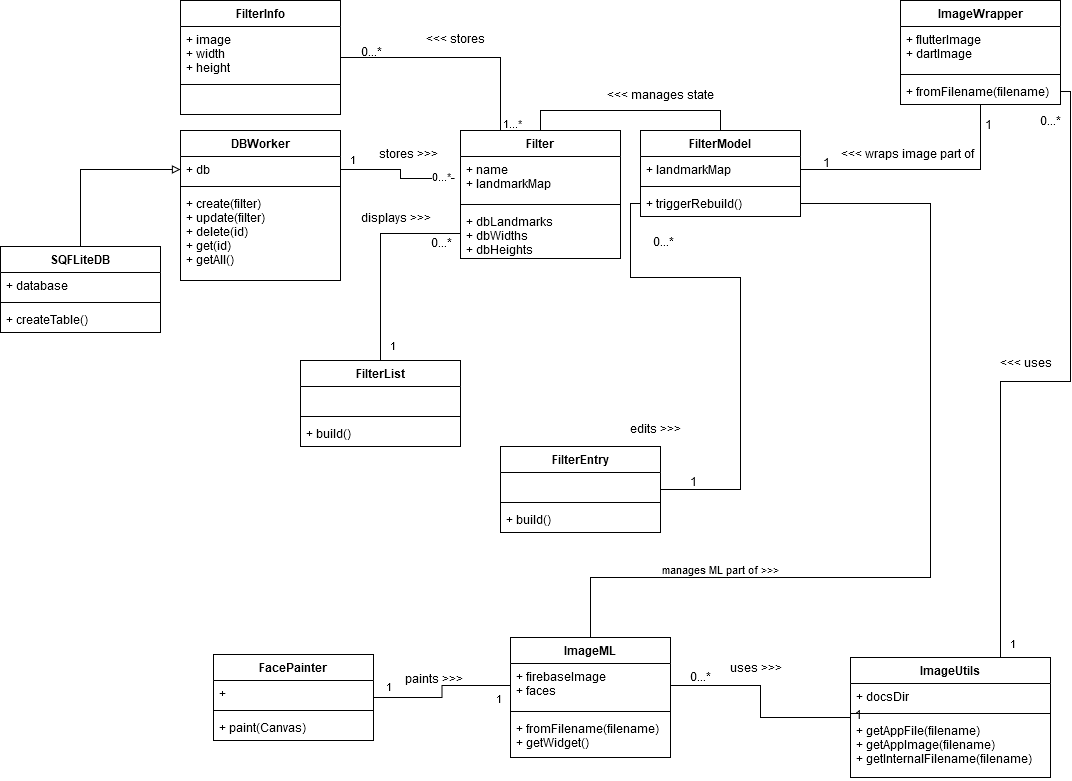 FilterInfo
+ image
+ width
+ height
<<< stores
0...*
1...*
ImageWrapper
+ flutterImage
+ dartImage
+ fromFilename(filename)
0...*
1
<<< manages state
<<< wraps image part of
1
DBWorker
+ db
+ create(filter)
+ update(filter)
+ delete(id)
+ get(id)
+ getAll()
1
stores >>>
0...*
Filter
+ name
+ landmarkMap
+ dbLandmarks
+ dbWidths
+ dbHeights
FilterModel
+ landmarkMap
+ triggerRebuild()
0...*
displays >>>
0...*
1
SQFLiteDB
+ database
+ createTable()
FilterList
+ build()
<<< uses
edits >>>
1
FilterEntry
+ build()
manages ML part of >>>
FacePainter
+
+ paint(Canvas)
1
paints >>>
1
ImageML
+ firebaseImage
+ faces
+ fromFilename(filename)
+ getWidget()
0...*
uses >>>
1
1
ImageUtils
+ docsDir
+ getAppFile(filename)
+ getAppImage(filename)
+ getInternalFilename(filename)